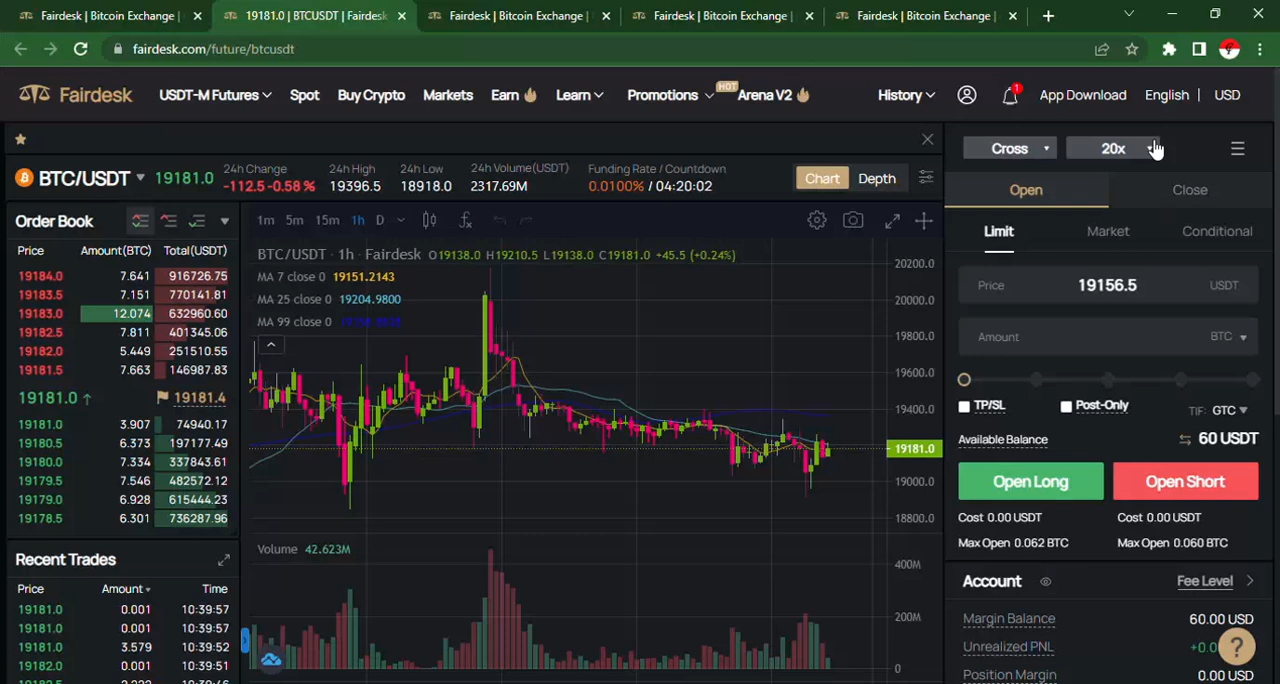 Fairdesk | Bitcoin Exchange |
19181.0 | BTCUSDT | Fairdesk
Fairdesk | Bitcoin Exchange |
Fairdesk | Bitcoin Exchange |
Fairdesk | Bitcoin Exchange |
fairdesk.com/future/btcusdt
Fairdesk USDT-M Futures Spot Buy Crypto Markets Earn Learn Promotions HOT Arena V2 History 1 App Download English | USD
BTC/USDT 19181.0
24h Change
-112.5 -0.58 %
24h High
19396.5
24h Low
18918.0
24h Volume(USDT)
2317.69M
Funding Rate / Countdown
0.0100% / 04:20:02
Chart Depth
Order Book
Price Amount(BTC) Total(USDT)
19184.0 7.641 916726.75
19183.5 7.151 770141.81
19183.0 12.074 632960.60
19182.5 7.811 401345.06
19182.0 5.449 251510.55
19181.5 7.663 146987.83
19181.0 ↑ 19181.4
19181.0 3.907 74940.17
19180.5 6.373 197177.49
19180.0 7.334 337843.61
19179.5 7.546 482572.12
19179.0 6.928 615444.23
19178.5 6.301 736287.96
Recent Trades
Price Amount Time
19181.0 0.001 10:39:57
19181.0 0.001 10:39:57
19181.0 3.579 10:39:52
19182.0 0.001 10:39:51
1m 5m 15m 1h D
BTC/USDT · 1h · Fairdesk O19138.0 H19210.5 L19138.0 C19181.0 +45.5 (+0.24%)
MA 7 close 0 19151.2143
MA 25 close 0 19204.9800
MA 99 close 0
20200.0
20000.0
19800.0
19600.0
19400.0
19181.0
19000.0
18800.0
Volume 42.623M
400M
200M
0
Cross 20x
Open Close
Limit Market Conditional
Price 19156.5 USDT
Amount BTC
TP/SL Post-Only TIF: GTC
Available Balance 60 USDT
Open Long Open Short
Cost 0.00 USDT Cost 0.00 USDT
Max Open 0.062 BTC Max Open 0.060 BTC
Account Fee Level
Margin Balance 60.00 USD
Unrealized PNL +0.0
Position Margin 0.00 USD
?